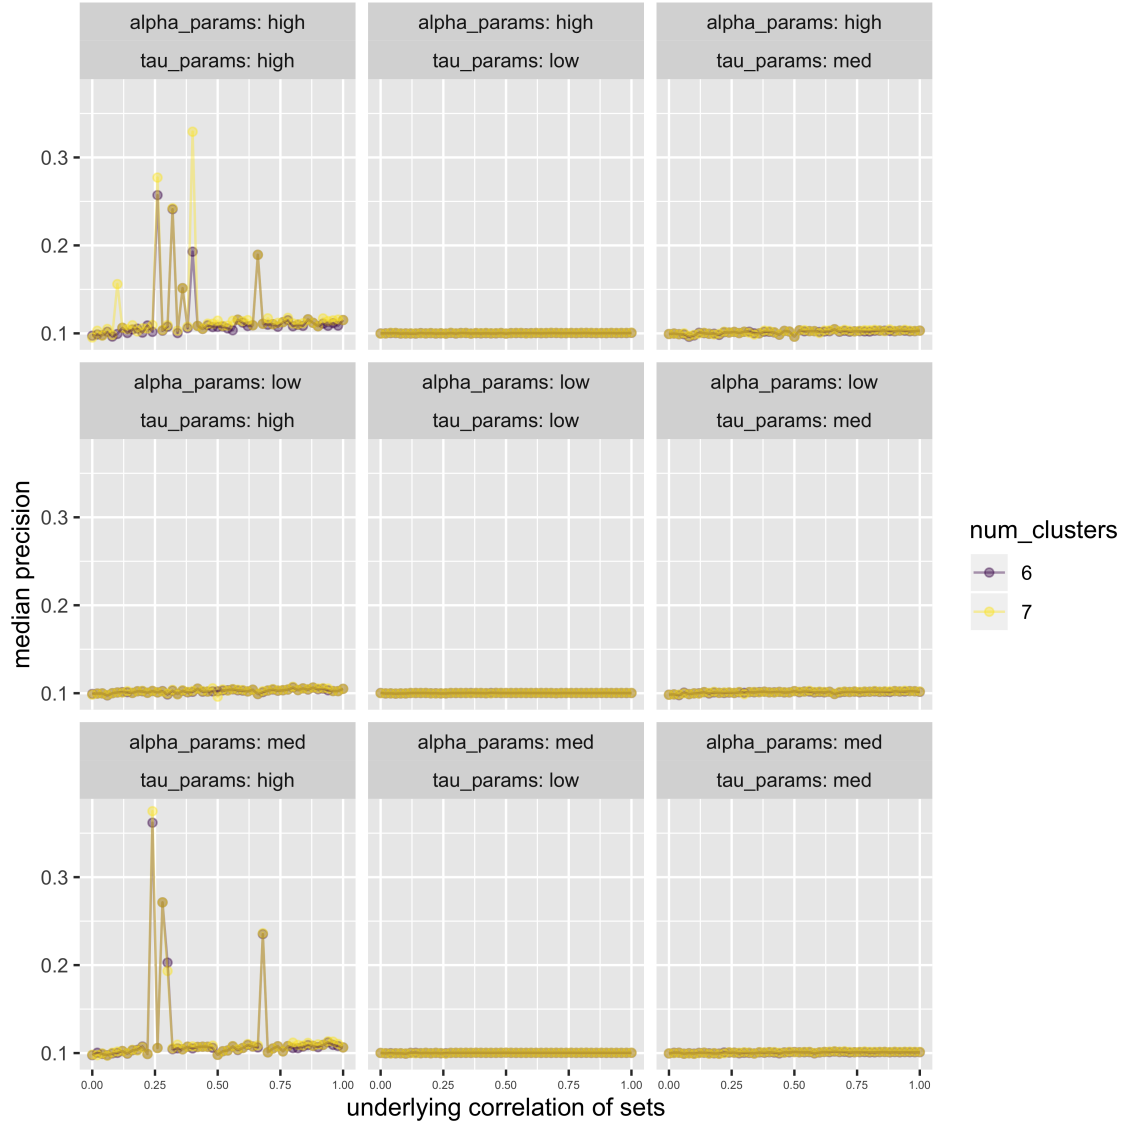 alpha_params: high
tau_params: high
alpha_params: high
tau_params: low
alpha_params: high
tau_params: med
0.3
0.2
0.1
alpha_params: low
tau_params: high
alpha_params: low
tau_params: low
alpha_params: low
tau_params: med
0.3
0.2
0.1
alpha_params: med
tau_params: high
alpha_params: med
tau_params: low
alpha_params: med
tau_params: med
0.3
0.2
0.1
0.00 0.25 0.50 0.75 1.00
0.00 0.25 0.50 0.75 1.00
0.00 0.25 0.50 0.75 1.00
underlying correlation of sets
median precision
num_clusters
6
7